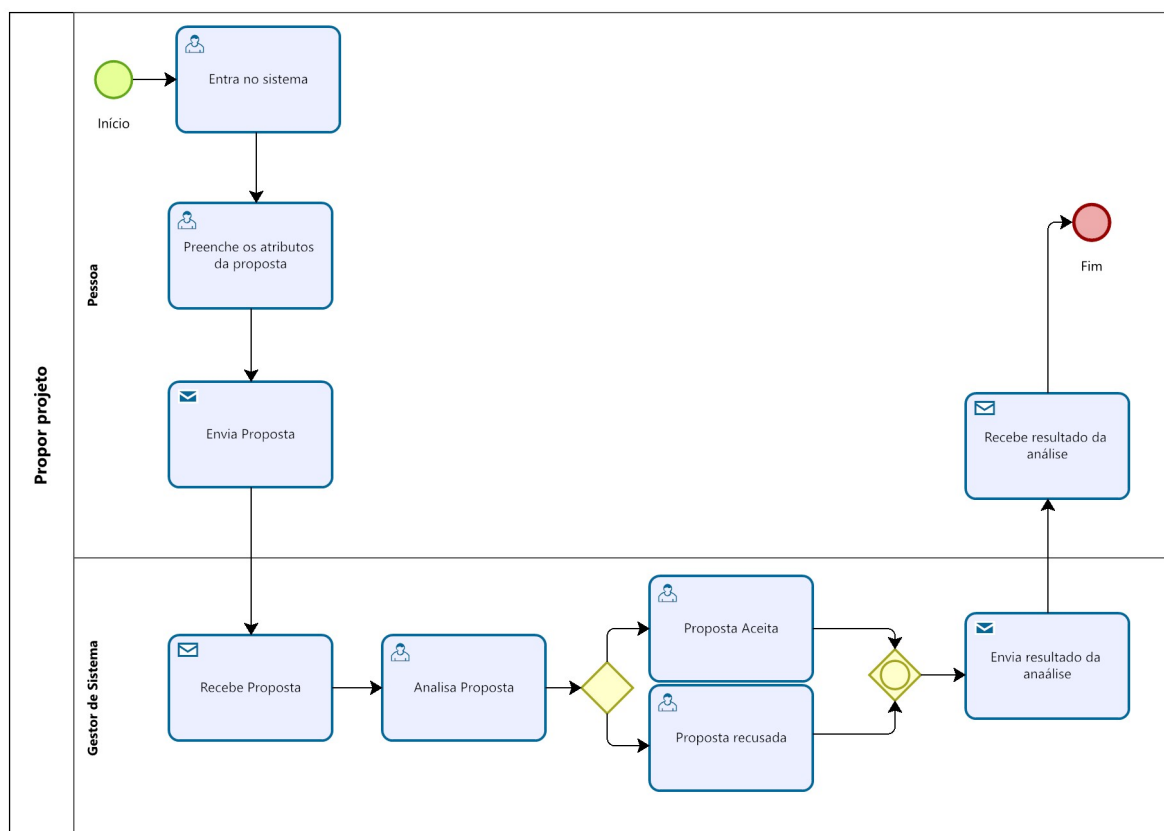 Propor projeto
Pessoa
Início
Entra no sistema
Preenche os atributos
da proposta
Envia Proposta
Fim
Recebe resultado da
análise
Gestor de Sistema
Recebe Proposta
Analisa Proposta
Proposta Aceita
Proposta recusada
Envia resultado da
anaálise